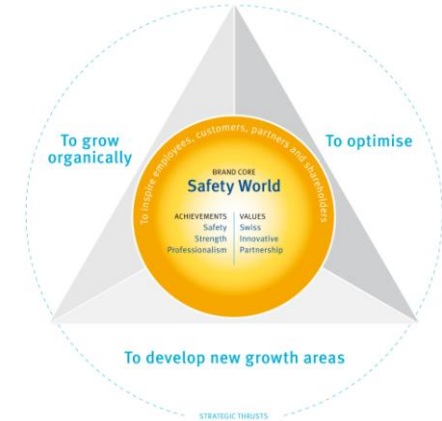 To grow
organically
To optimise
To inspire employees, customers, partners and shareholders
BRAND CORE
Safety World
ACHIEVEMENTS
Safety
Strength
Professionalism
VALUES
Swiss
Innovative
Partnership
To develop new growth areas
STRATEGIC THRUSTS